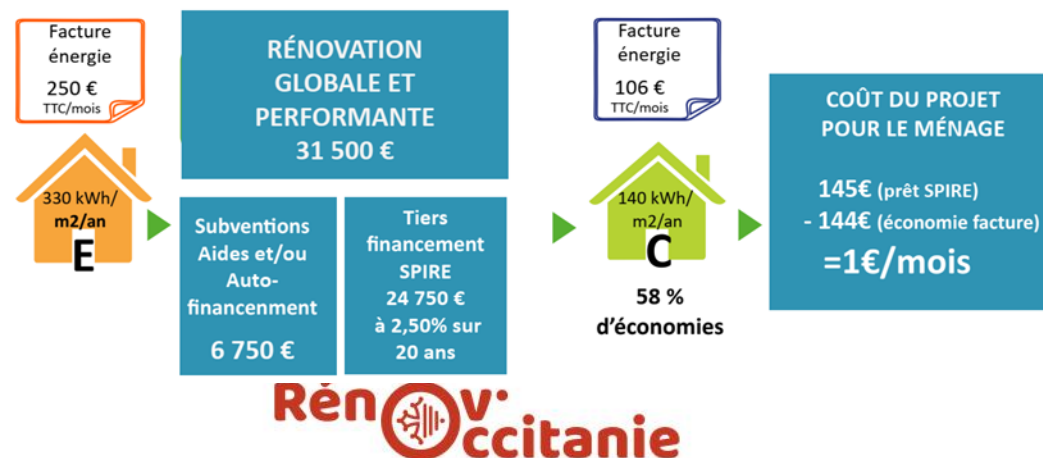 Facture
énergie
250 €
TTC/mois
330 kWh/
m2/an
E
RÉNOVATION
GLOBALE ET
PERFORMANTE
31 500 €
Subventions
Aides et/ou
Auto-
financenment
6 750 €
Tiers
financement
SPIRE
24 750 €
à 2,50% sur
20 ans
Facture
énergie
106 €
TTC/mois
140 kWh/
m2/an
C
58 %
d'économies
COÛT DU PROJET
POUR LE MÉNAGE
145€ (prêt SPIRE)
- 144€ (économie facture)
=1€/mois
Rénov'
Occitanie